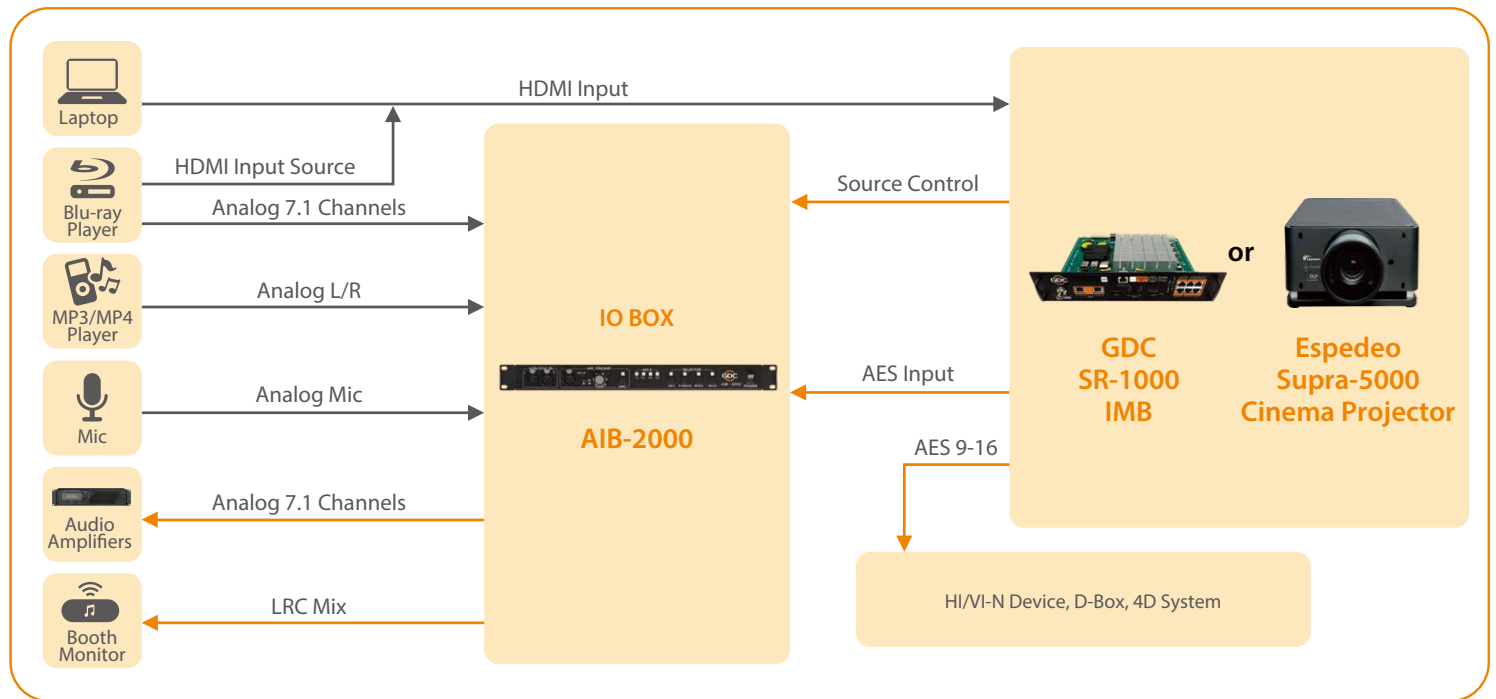 Laptop
HDMI Input
Blu-ray
Player
HDMI Input Source
Analog 7.1 Channels
MP3/MP4
Player
Analog L/R
Mic
Analog Mic
Audio
Amplifiers
Analog 7.1 Channels
Booth
Monitor
LRC Mix
IO BOX
GDC
AIB-2000
Source Control
AES Input
AES 9-16
or
GDC
SR-1000
IMB
Espedeo
Supra-5000
Cinema Projector
HI/VI-N Device, D-Box, 4D System